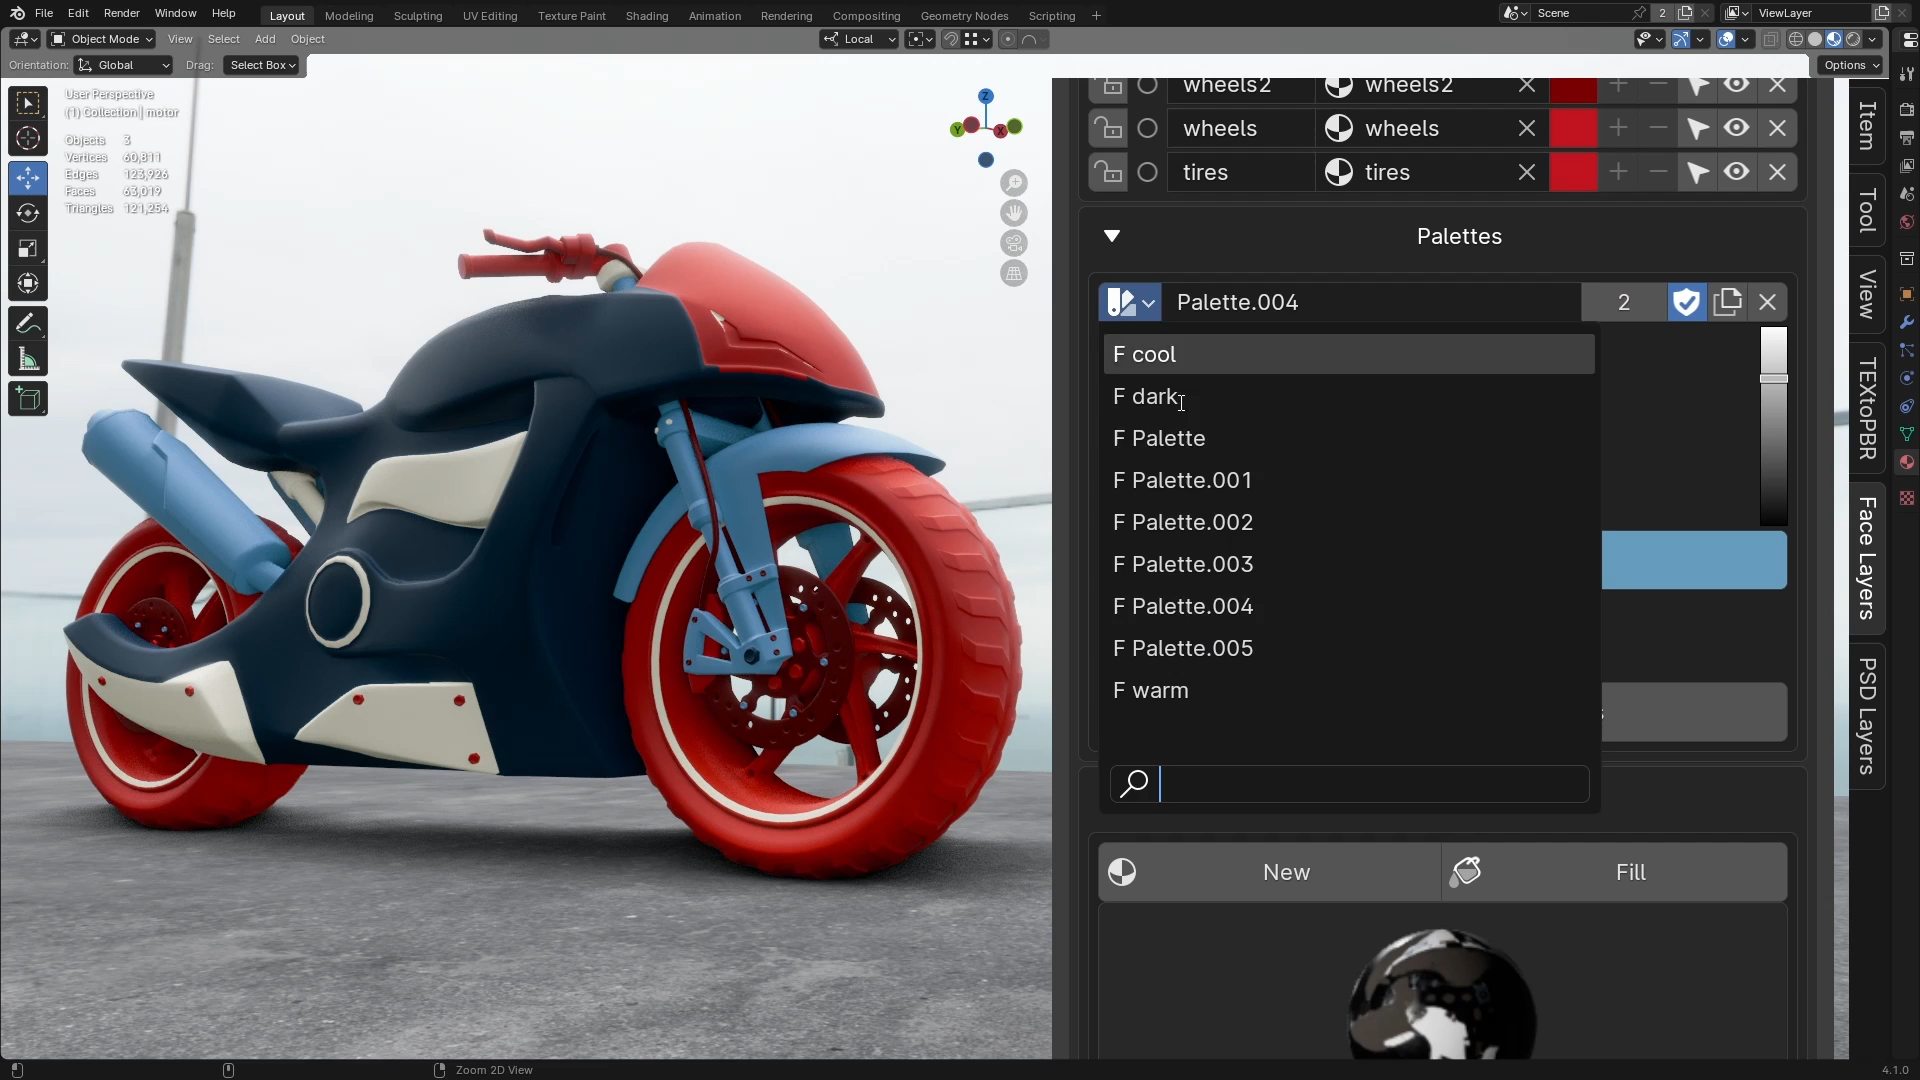 File Edit Render Window Help Layout Modeling Sculpting UV Editing Texture Paint Shading Animation Rendering Compositing Geometry Nodes Scripting + Scene 2 ViewLayer
Object Mode View Select Add Object Local
Orientation: Global Drag: Select Box Options
User Perspective
(1) Collection | motor
Objects 3
Vertices 60,811
Edges 123,926
Faces 63,019
Triangles 121,254
Z
Y X
wheels2 wheels2
wheels wheels
tires tires
Palettes
Palette.004 2
F cool
F dark
F Palette
F Palette.001
F Palette.002
F Palette.003
F Palette.004
F Palette.005
F warm
New Fill
Item
Tool
View
TEXtoPBR
Face Layers
PSD Layers
Zoom 2D View 4.1.0